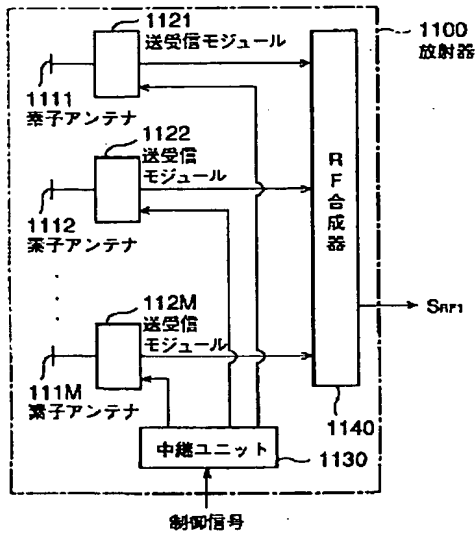 1121
送受信モジュール
1100
放射器
1111
素子アンテナ
1122
送受信
モジュール
1112
素子アンテナ
RF合成器
112M
送受信
モジュール
SRF1
111M
素子アンテナ
1140
中継ユニット
1130
制御信号